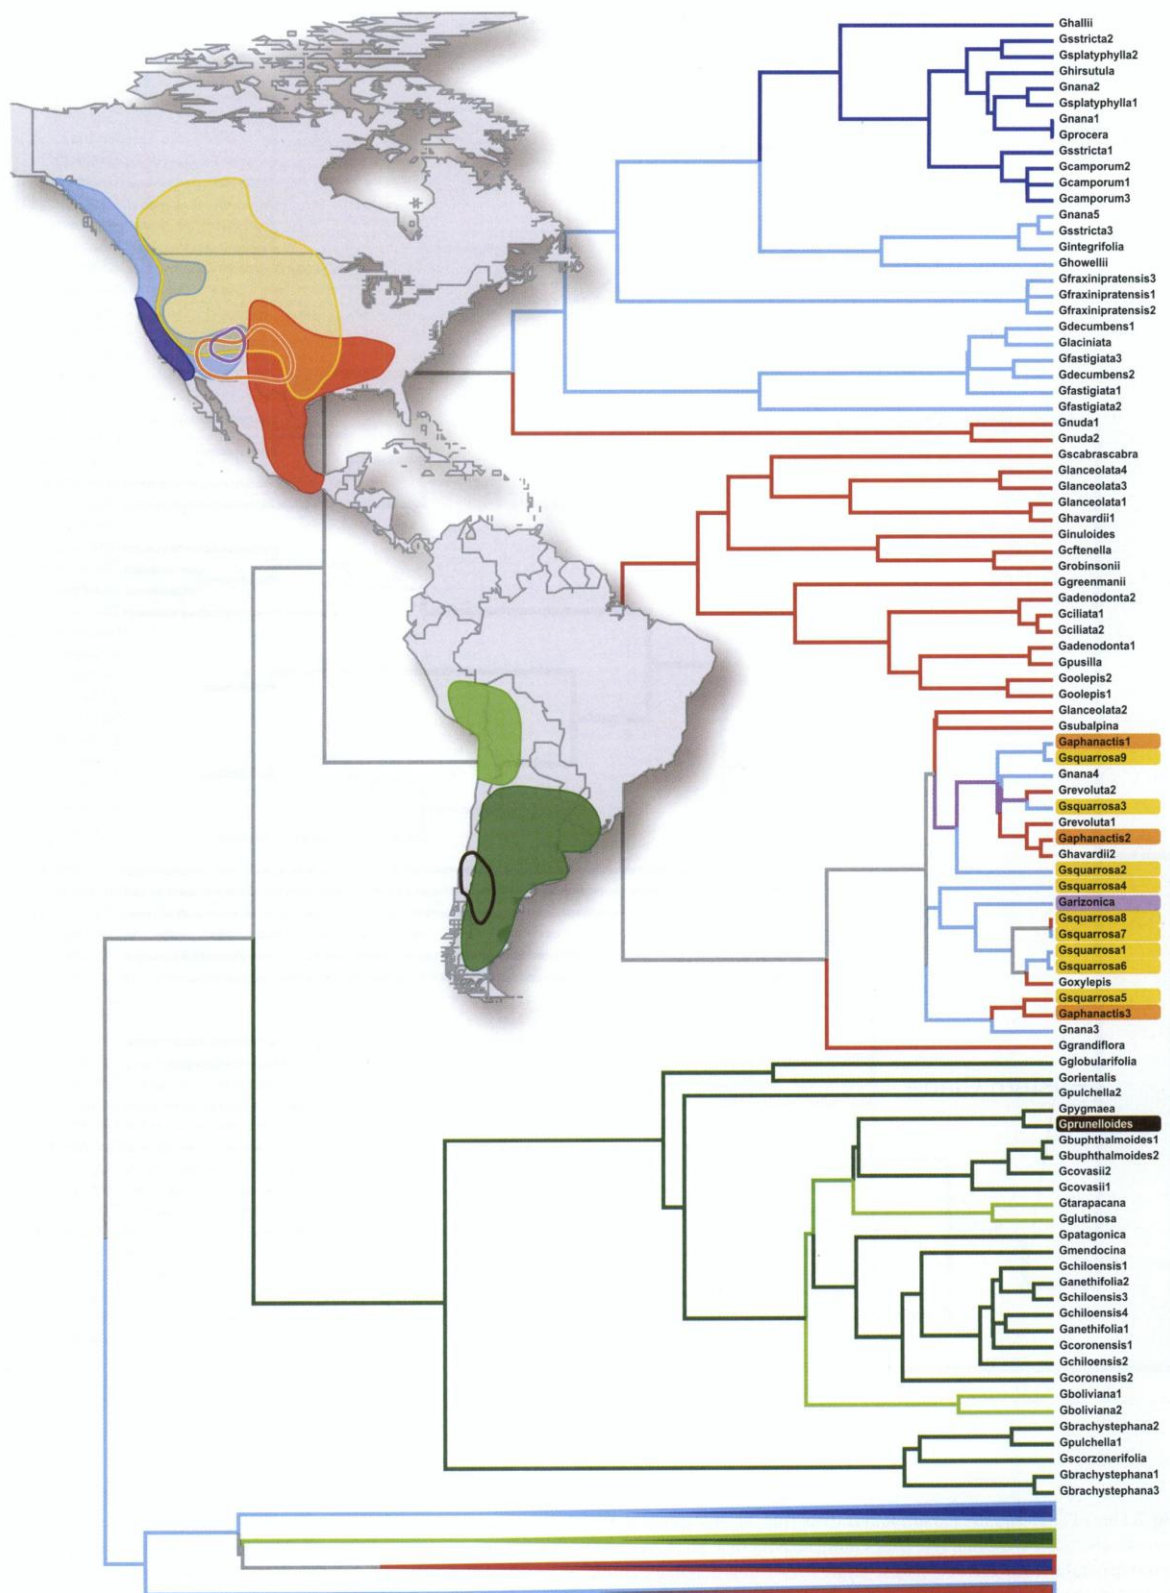 Ghallii
Gsstricta2
Gsplatyphylla2
Ghirsutula
Gnana2
Gsplatyphylla1
Gnana1
Gprocera
Gsstricta1
Gcamporum2
Gcamporum1
Gcamporum3
Gnana5
Gsstricta3
Gintegrifolia
Ghowellii
Gfraxinipratensis3
Gfraxinipratensis1
Gfraxinipratensis2
Gdecumbens1
Glaciniata
Gfastigiata3
Gdecumbens2
Gfastigiata1
Gfastigiata2
Gnuda1
Gnuda2
Gscabrascabra
Glanceolata4
Glanceolata3
Glanceolata1
Ghavardii1
Ginuloides
Gcftenella
Grobinsonii
Ggreenmanii
Gadenodonta2
Gciliata1
Gciliata2
Gadenodonta1
Gpusilla
Goolepis2
Goolepis1
Glanceolata2
Gsubalpina
Gaphanactis1
Gsquarrosa9
Gnana4
Grevoluta2
Gsquarrosa3
Grevoluta1
Gaphanactis2
Ghavardii2
Gsquarrosa2
Gsquarrosa4
Garizonica
Gsquarrosa8
Gsquarrosa7
Gsquarrosa1
Gsquarrosa6
Goxylepis
Gsquarrosa5
Gaphanactis3
Gnana3
Ggrandiflora
Gglobularifolia
Gorientalis
Gpulchella2
Gpygmaea
Gprunelloides
Gbuphthalmoides1
Gbuphthalmoides2
Gcovasii2
Gcovasii1
Gtarapacana
Gglutinosa
Gpatagonica
Gmendocina
Gchiloensis1
Ganethifolia2
Gchiloensis3
Gchiloensis4
Ganethifolia1
Gcoronensis1
Gchiloensis2
Gcoronensis2
Gboliviana1
Gboliviana2
Gbrachystephana2
Gpulchella1
Gscorzonerifolia
Gbrachystephana1
Gbrachystephana3